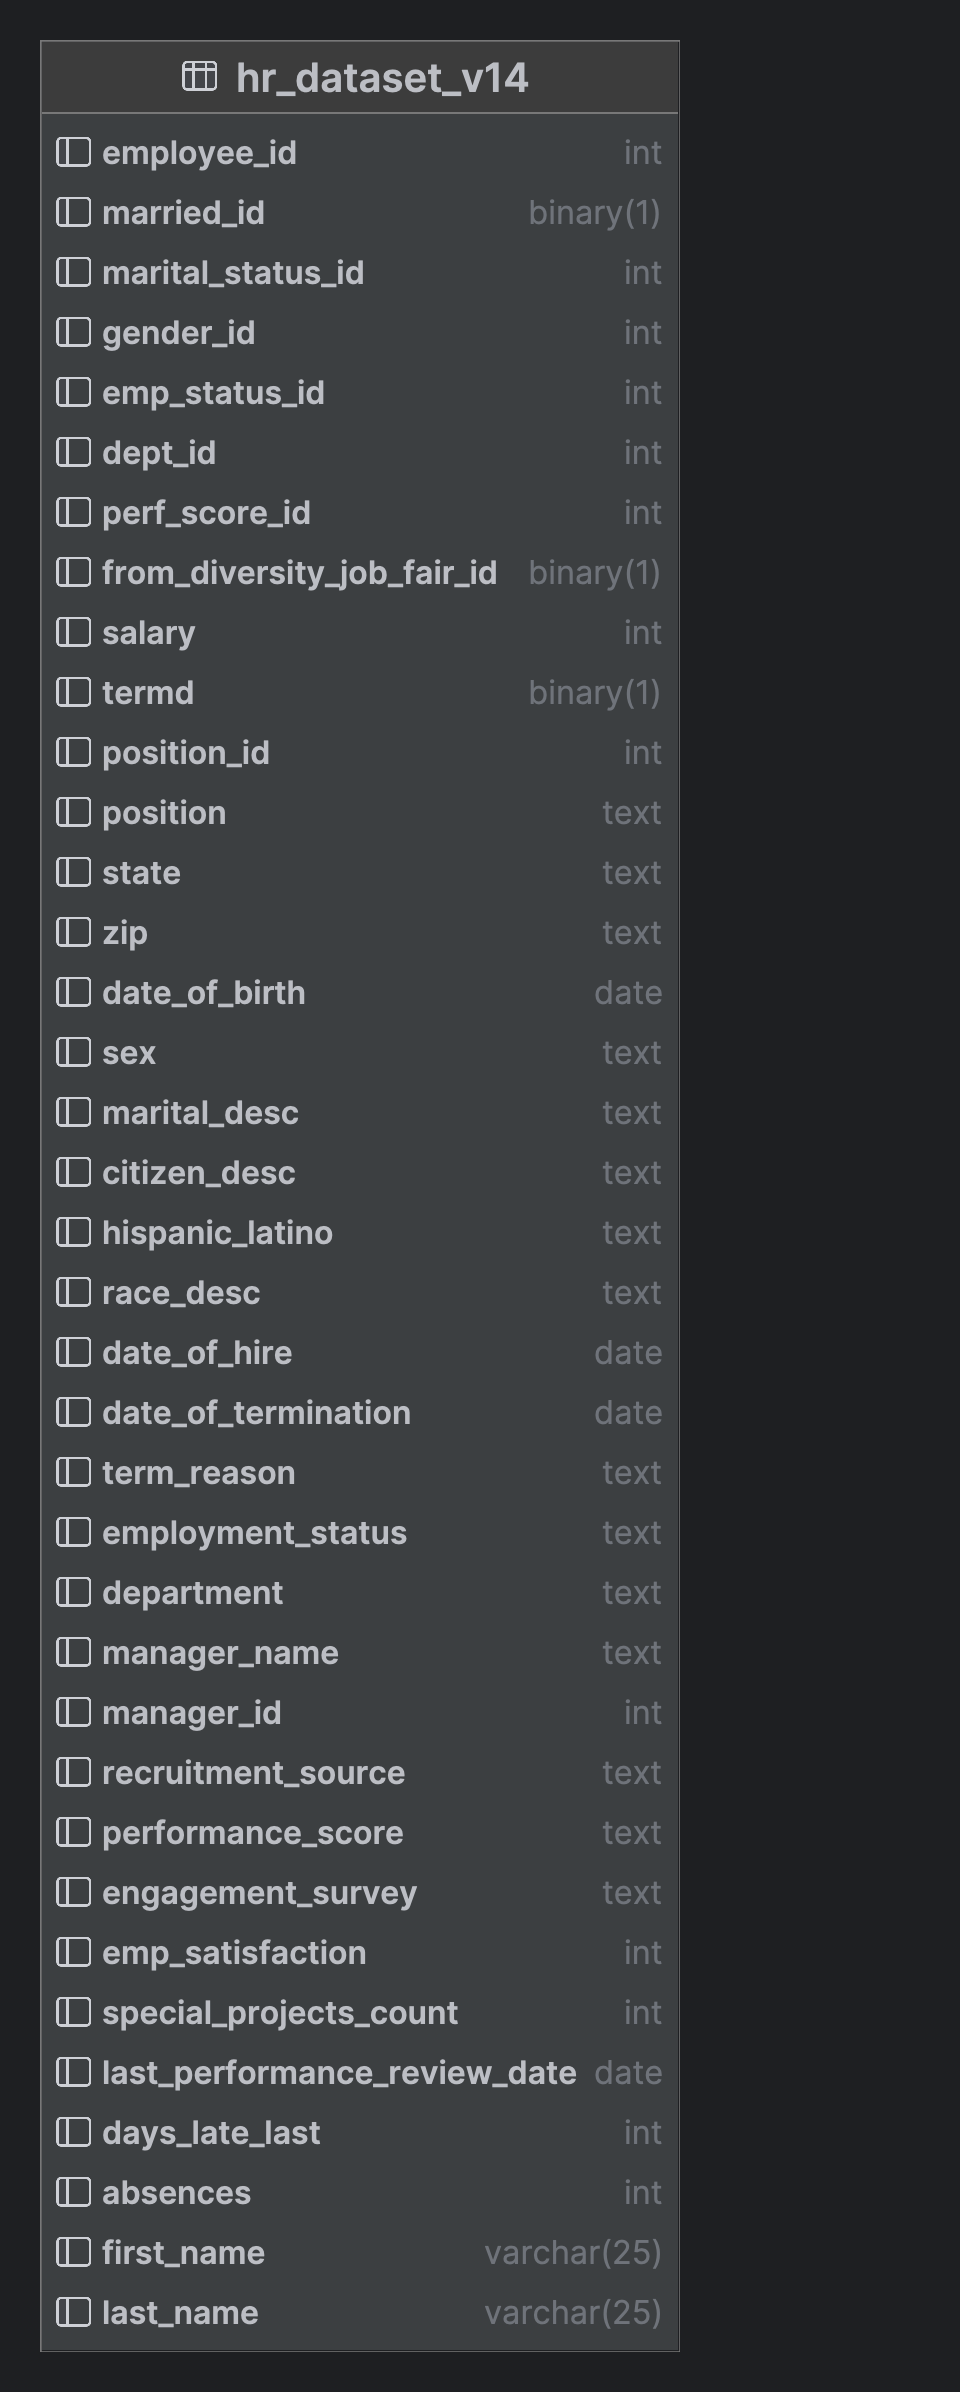 hr_dataset_v14
employee_id int
married_id binary(1)
marital_status_id int
gender_id int
emp_status_id int
dept_id int
perf_score_id int
from_diversity_job_fair_id binary(1)
salary int
termd binary(1)
position_id int
position text
state text
zip text
date_of_birth date
sex text
marital_desc text
citizen_desc text
hispanic_latino text
race_desc text
date_of_hire date
date_of_termination date
term_reason text
employment_status text
department text
manager_name text
manager_id int
recruitment_source text
performance_score text
engagement_survey text
emp_satisfaction int
special_projects_count int
last_performance_review_date date
days_late_last int
absences int
first_name varchar(25)
last_name varchar(25)